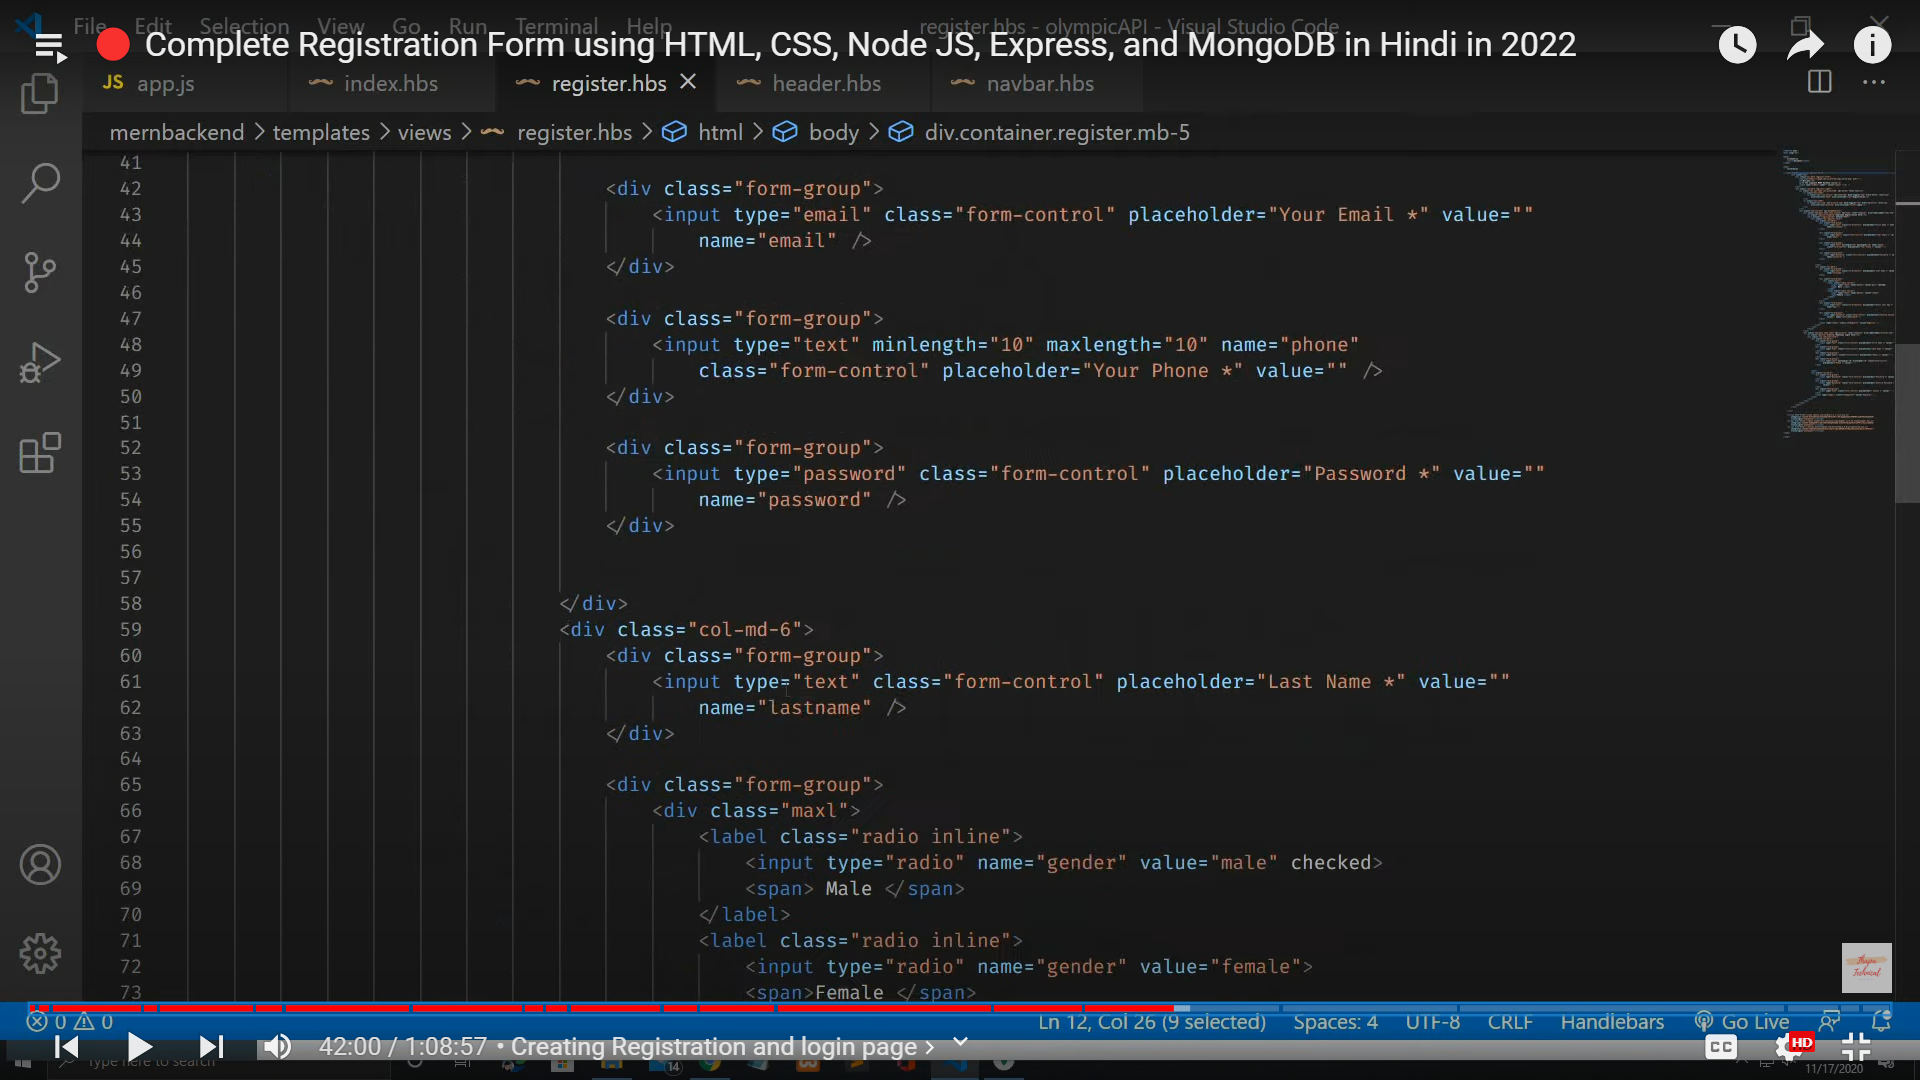 File Edit Selection View Go Run Terminal Help register.hbs - olympicAPI - Visual Studio Code
Complete Registration Form using HTML, CSS, Node JS, Express, and MongoDB in Hindi in 2022
JS app.js index.hbs register.hbs header.hbs navbar.hbs
mernbackend > templates > views > register.hbs > html > body > div.container.register.mb-5
41
42 <div class="form-group">
43 <input type="email" class="form-control" placeholder="Your Email *" value=""
44 name="email" />
45 </div>
46
47 <div class="form-group">
48 <input type="text" minlength="10" maxlength="10" name="phone"
49 class="form-control" placeholder="Your Phone *" value="" />
50 </div>
51
52 <div class="form-group">
53 <input type="password" class="form-control" placeholder="Password *" value=""
54 name="password" />
55 </div>
56
57
58 </div>
59 <div class="col-md-6">
60 <div class="form-group">
61 <input type="text" class="form-control" placeholder="Last Name *" value=""
62 name="lastname" />
63 </div>
64
65 <div class="form-group">
66 <div class="maxl">
67 <label class="radio inline">
68 <input type="radio" name="gender" value="male" checked>
69 <span> Male </span>
70 </label>
71 <label class="radio inline">
72 <input type="radio" name="gender" value="female">
73 <span>Female </span>
Thapa
Technical
0 0 Ln 12, Col 26 (9 selected) Spaces: 4 UTF-8 CRLF Handlebars Go Live
42:00 / 1:08:57 • Creating Registration and login page > CC HD
Type here to search 14 11/17/2020